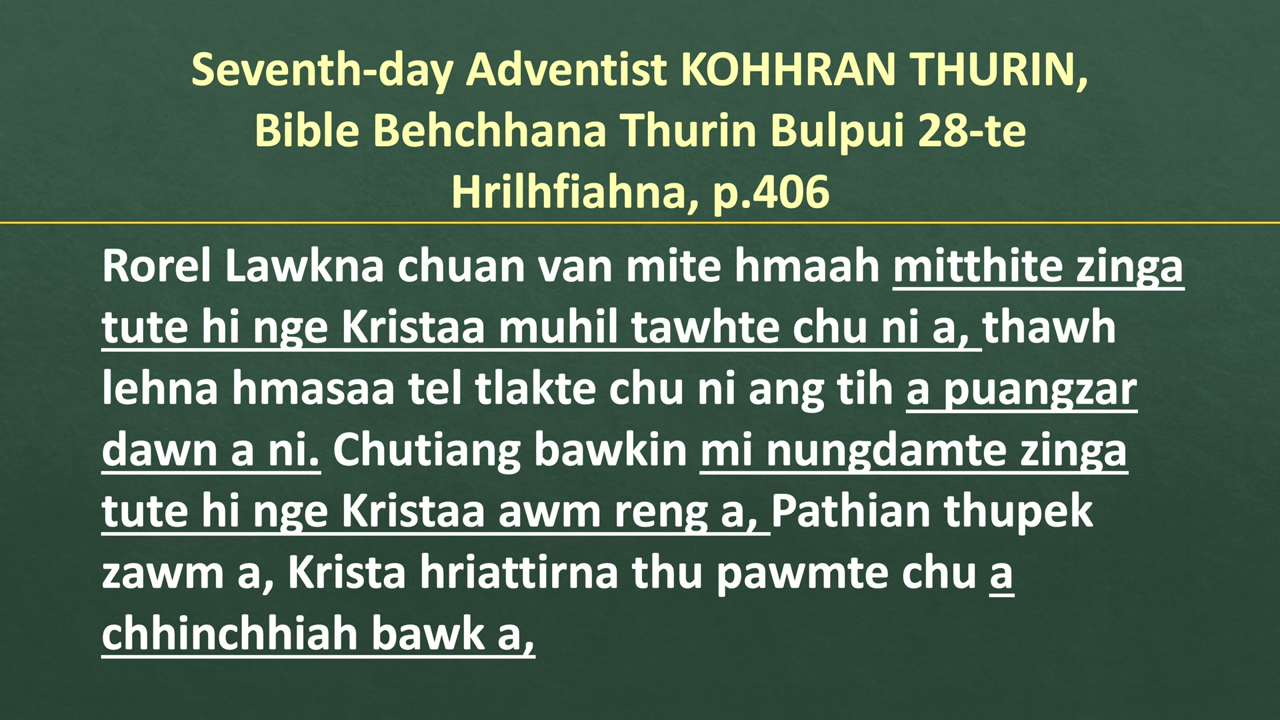 Seventh-day Adventist KOHHRAN THURIN,
Bible Behchhana Thurin Bulpui 28-te
Hrilhfiahna, p.406
Rorel Lawkna chuan van mite hmaah mitthite zinga
tute hi nge Kristaa muhil tawhte chu ni a, thawh
lehna hmasaa tel tlakte chu ni ang tih a puangzar
dawn a ni. Chutiang bawkin mi nungdamte zinga
tute hi nge Kristaa awm reng a, Pathian thupek
zawm a, Krista hriattirna thu pawmte chu a
chhinchhiah bawk a,